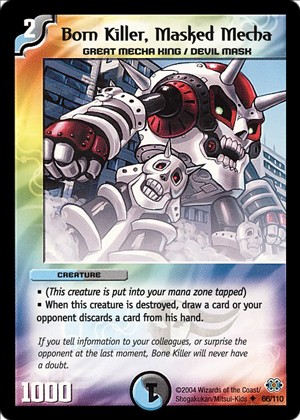 2
Born Killer, Masked Mecha
GREAT MECHA KING / DEVIL MASK
CREATURE
▪ (This creature is put into your mana zone tapped)
▪ When this creature is destroyed, draw a card or your
opponent discards a card from his hand.
If you tell information to your colleagues, or surprise the
opponent at the last moment, Bone Killer will never
have a doubt.
1000
1
©2004 Wizards of the Coast/
Shogakukan/Mitsui-Kids 66/110